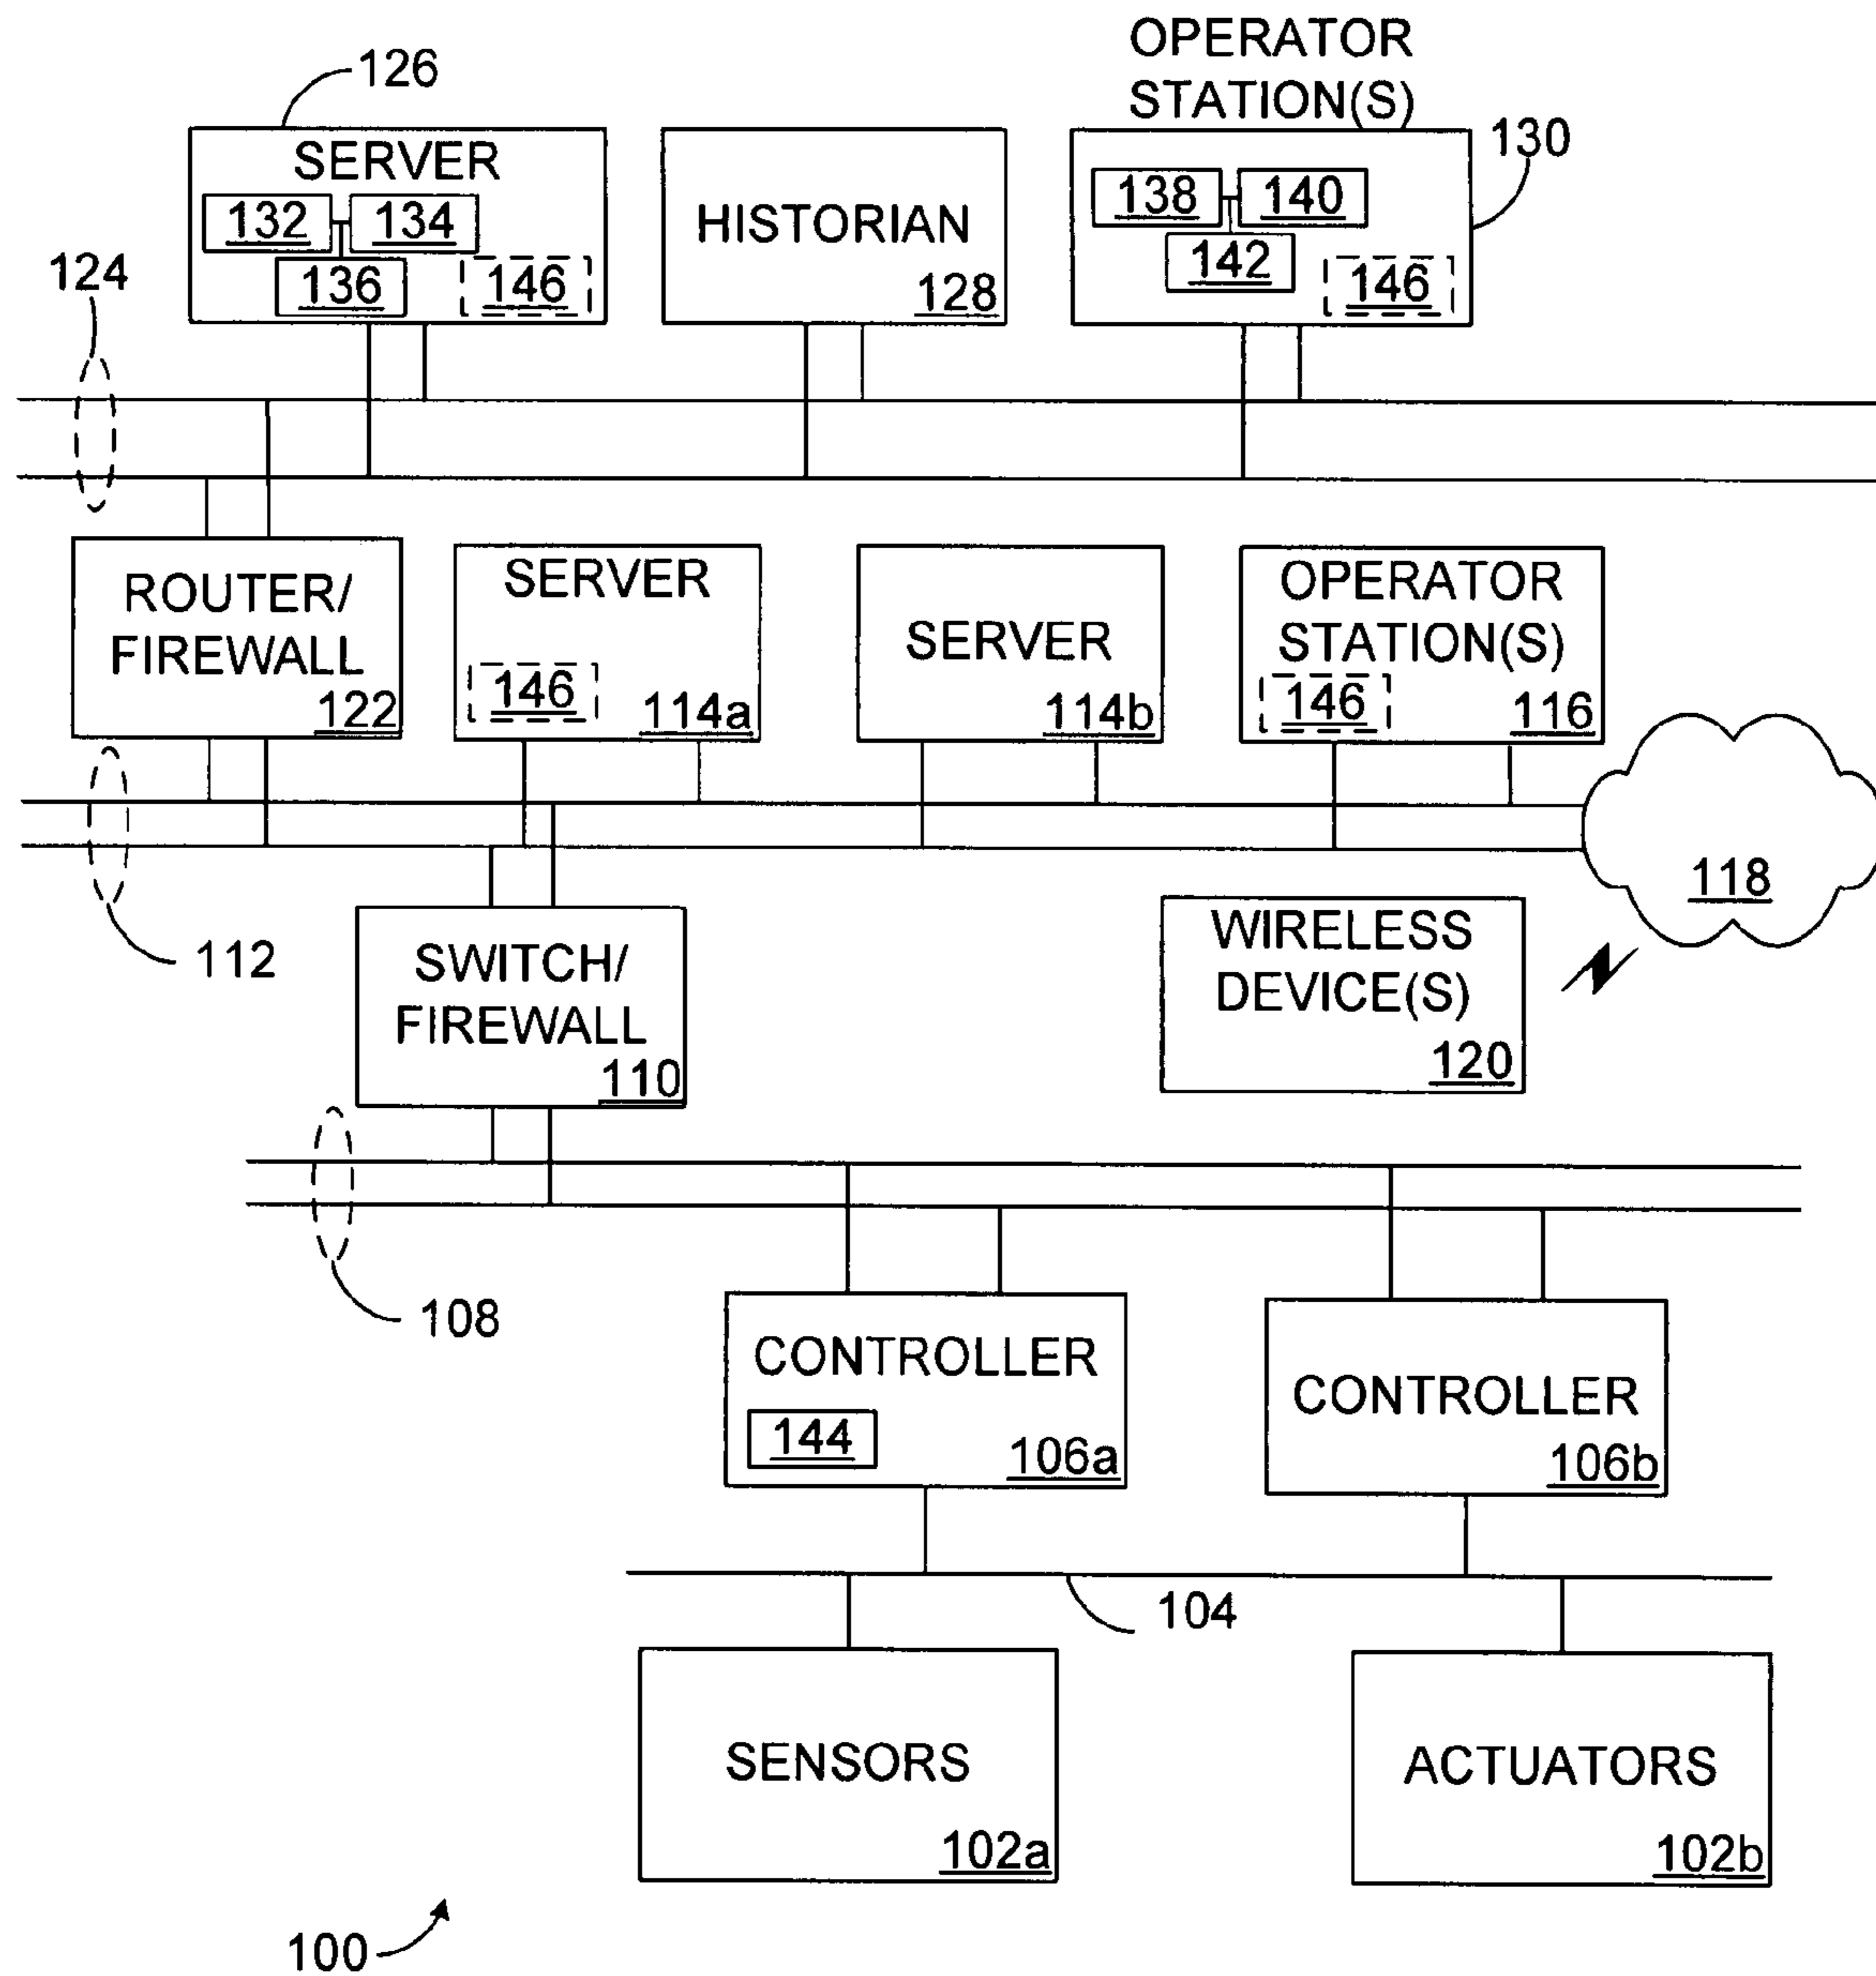 OPERATOR
STATION(S)
126
130
SERVER
132
134
136
146
HISTORIAN
128
138
140
142
146
124
ROUTER/
FIREWALL
122
SERVER
146
114a
SERVER
114b
OPERATOR
STATION(S)
146
116
118
112
SWITCH/
FIREWALL
110
WIRELESS
DEVICE(S)
120
108
CONTROLLER
144
106a
CONTROLLER
106b
104
SENSORS
102a
ACTUATORS
102b
100